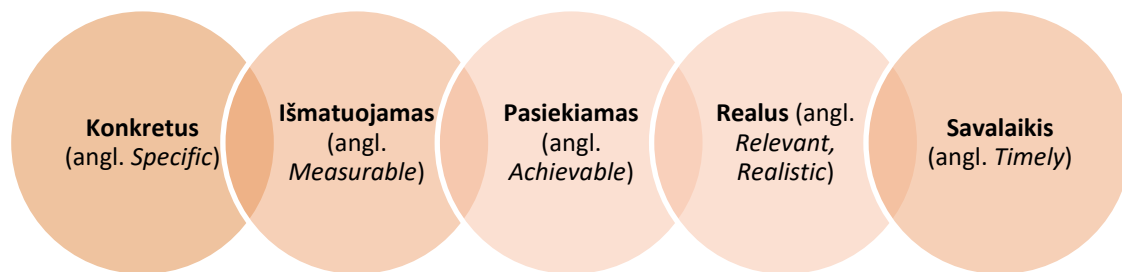 Konkretus
(angl. Specific)
Išmatuojamas
(angl.
Measurable)
Pasiekiamas
(angl.
Achievable)
Realus (angl.
Relevant,
Realistic)
Savalaikis
(angl. Timely)